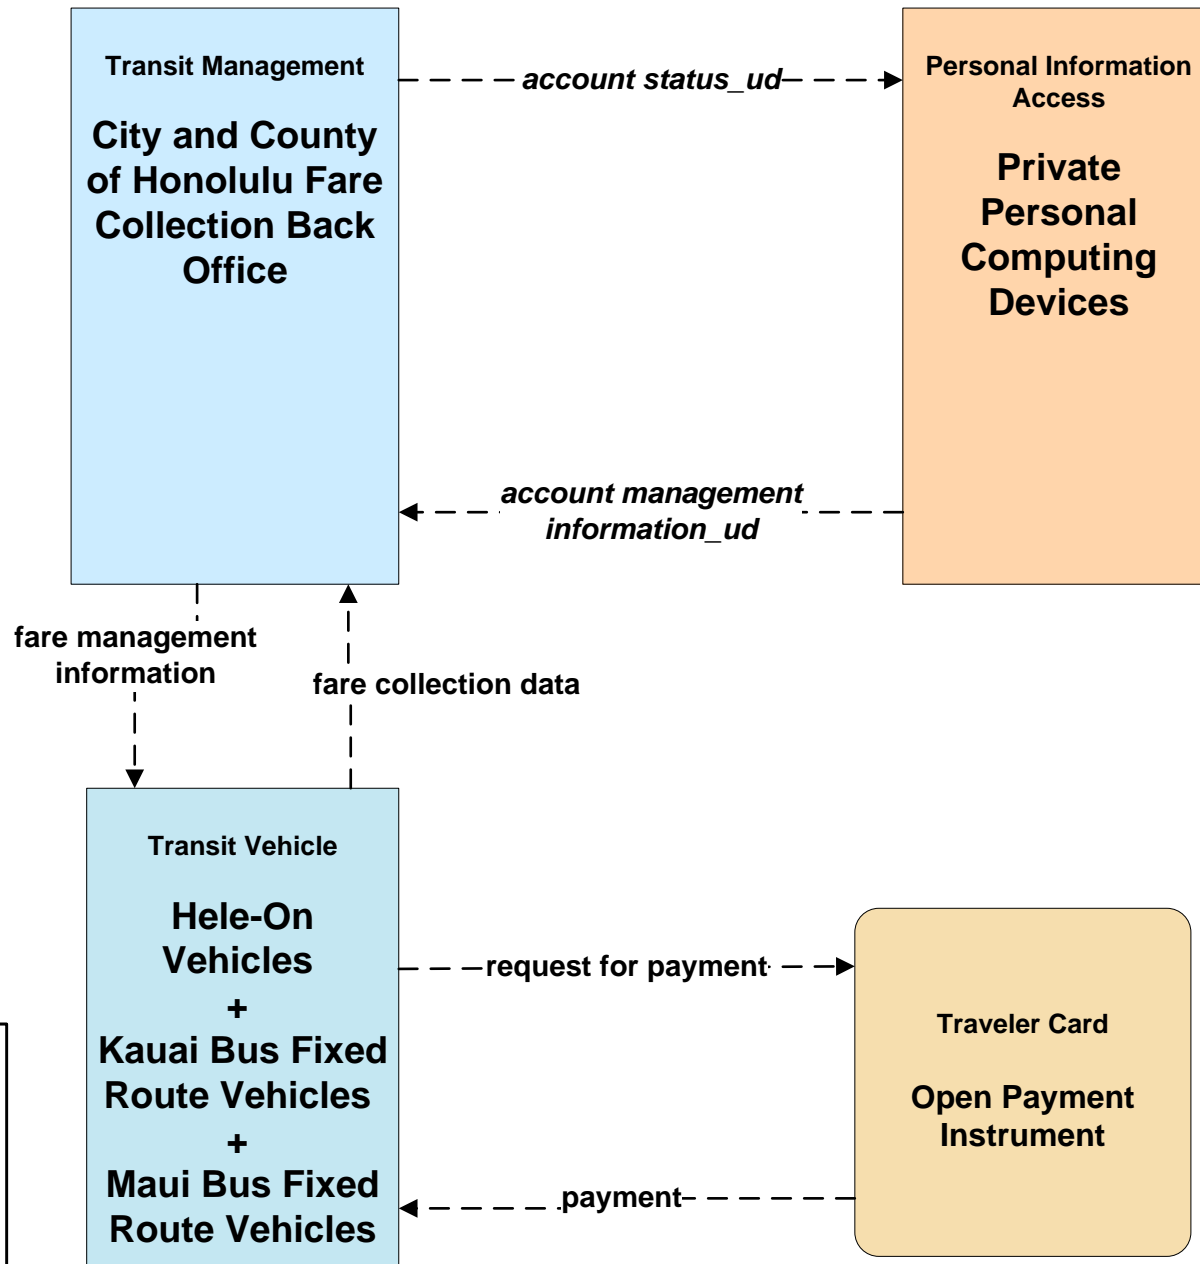 Transit Management
City and County
of Honolulu Fare
Collection Back
Office
account status_ud
Personal Information
Access
Private
Personal
Computing
Devices
account management
information_ud
fare management
information
fare collection data
Transit Vehicle
Hele-On
Vehicles
+
Kauai Bus Fixed
Route Vehicles
+
Maui Bus Fixed
Route Vehicles
request for payment
Traveler Card
Open Payment
Instrument
payment